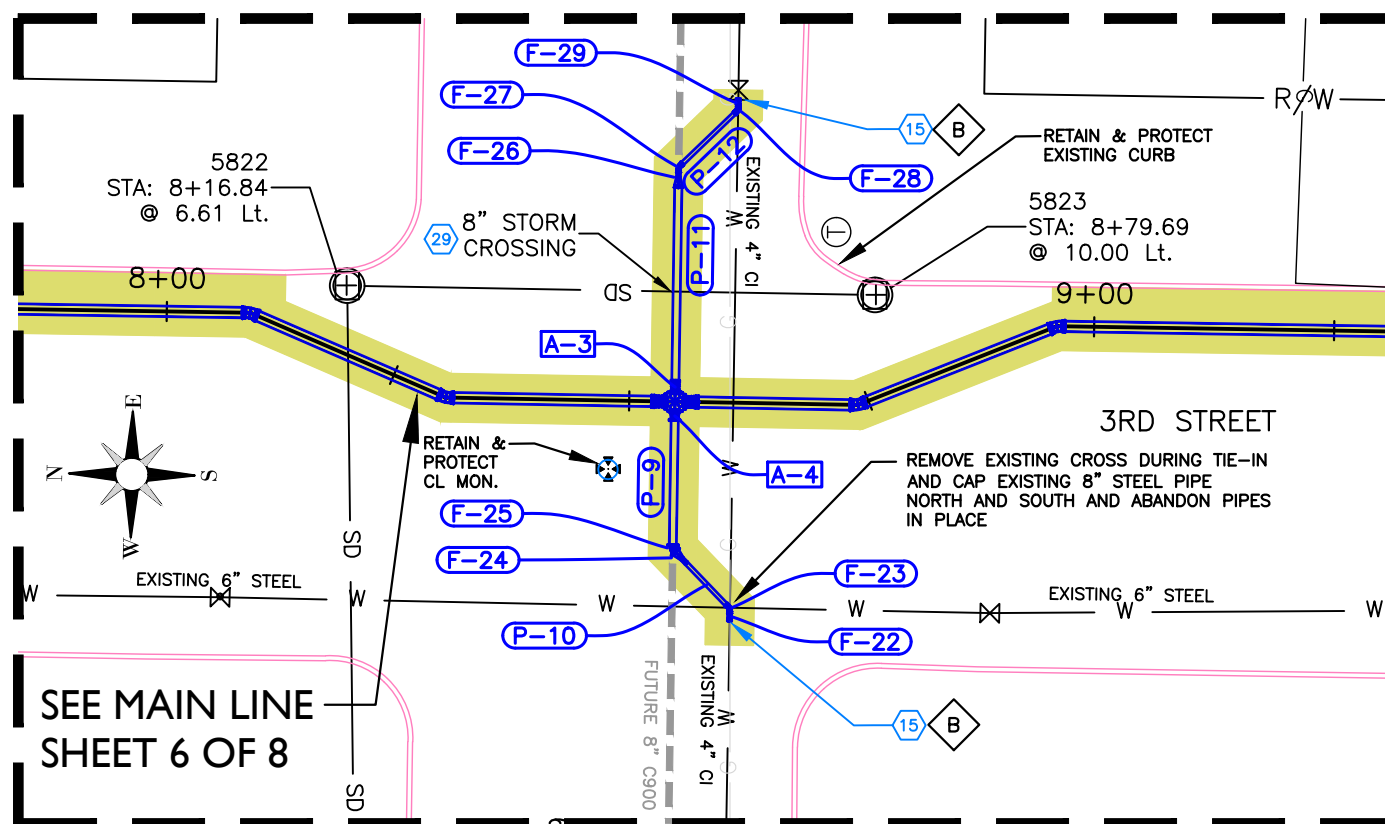 F-29
F-27
F-26
P-12
15
B
RETAIN & PROTECT
EXISTING CURB
R/W
5822
STA: 8+16.84
@ 6.61 Lt.
F-28
5823
STA: 8+79.69
@ 10.00 Lt.
T
29
8" STORM
CROSSING
P-11
EXISTING 4" CI
W
G
SD
8+00
9+00
A-3
3RD STREET
E
N
S
W
RETAIN &
PROTECT
CL MON.
P-9
W
A-4
REMOVE EXISTING CROSS DURING TIE-IN
AND CAP EXISTING 8" STEEL PIPE
NORTH AND SOUTH AND ABANDON PIPES
IN PLACE
F-25
F-24
G
SD
F-23
EXISTING 6" STEEL
W
W
W
W
EXISTING 6" STEEL
W
W
P-10
F-22
SEE MAIN LINE
SHEET 6 OF 8
FUTURE 8" C900
EXISTING 4" CI
W
G
15
B
SD